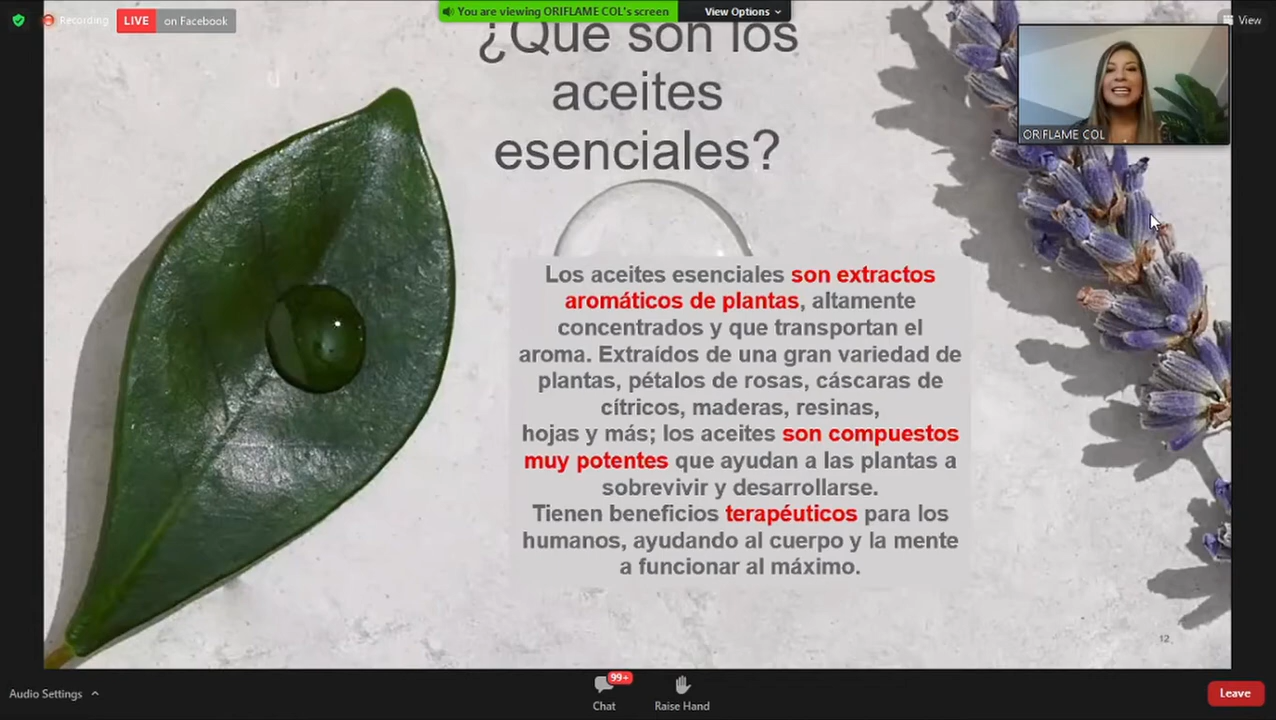 Recording
LIVE on Facebook
You are viewing ORIFLAME COL's screen
View Options
View
ORIFLAME COL
¿Qué son los
aceites
esenciales?
Los aceites esenciales son extractos
aromáticos de plantas, altamente
concentrados y que transportan el
aroma. Extraídos de una gran variedad de
plantas, pétalos de rosas, cáscaras de
cítricos, maderas, resinas,
hojas y más; los aceites son compuestos
muy potentes que ayudan a las plantas a
sobrevivir y desarrollarse.
Tienen beneficios terapéuticos para los
humanos, ayudando al cuerpo y la mente
a funcionar al máximo.
12
Audio Settings
99+
Chat
Raise Hand
Leave